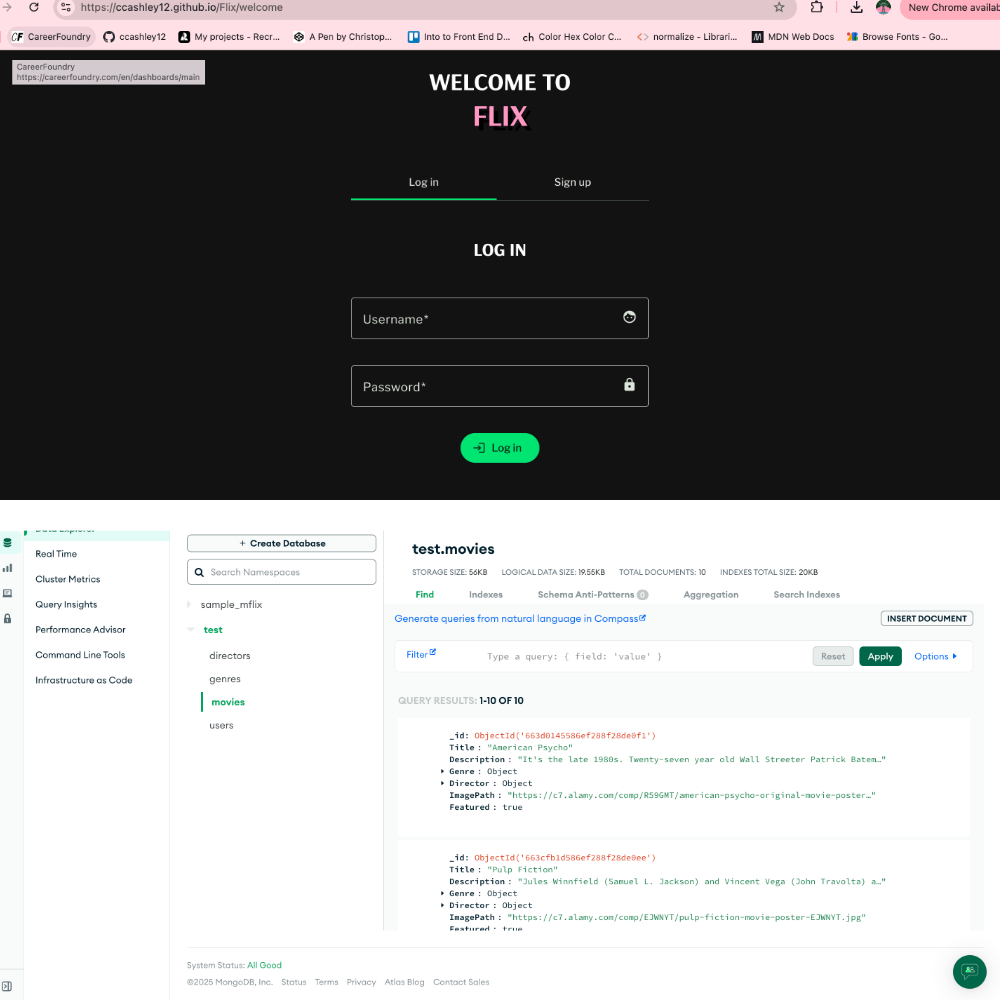 https://ccashley12.github.io/Flix/welcome
New Chrome availab
CareerFoundry
ccashley12
My projects - Recr...
A Pen by Christop...
Into to Front End D...
ch Color Hex Color C...
normalize - Librari...
MDN Web Docs
Browse Fonts - Go...
CareerFoundry
https://careerfoundry.com/en/dashboards/main
WELCOME TO
FLIX
Log in
Sign up
LOG IN
Username*
Password*
Log in
Data Explorer
Real Time
Cluster Metrics
Query Insights
Performance Advisor
Command Line Tools
Infrastructure as Code
+ Create Database
Search Namespaces
sample_mflix
test
directors
genres
movies
users
test.movies
STORAGE SIZE: 56KB LOGICAL DATA SIZE: 19.55KB TOTAL DOCUMENTS: 10 INDEXES TOTAL SIZE: 20KB
Find Indexes Schema Anti-Patterns 0 Aggregation Search Indexes
Generate queries from natural language in Compass
INSERT DOCUMENT
Filter
Type a query: { field: 'value' }
Reset
Apply
Options
QUERY RESULTS: 1-10 OF 10
_id: ObjectId('663d0145586ef288f28de0f1')
Title : "American Psycho"
Description : "It's the late 1980s. Twenty-seven year old Wall Streeter Patrick Batem…"
Genre : Object
Director : Object
ImagePath : "https://c7.alamy.com/comp/R59GMT/american-psycho-original-movie-poster…"
Featured : true
_id: ObjectId('663cfb1d586ef288f28de0ee')
Title : "Pulp Fiction"
Description : "Jules Winnfield (Samuel L. Jackson) and Vincent Vega (John Travolta) a…"
Genre : Object
Director : Object
ImagePath : "https://c7.alamy.com/comp/EJWNYT/pulp-fiction-movie-poster-EJWNYT.jpg"
Featured : true
System Status: All Good
©2025 MongoDB, Inc. Status Terms Privacy Atlas Blog Contact Sales